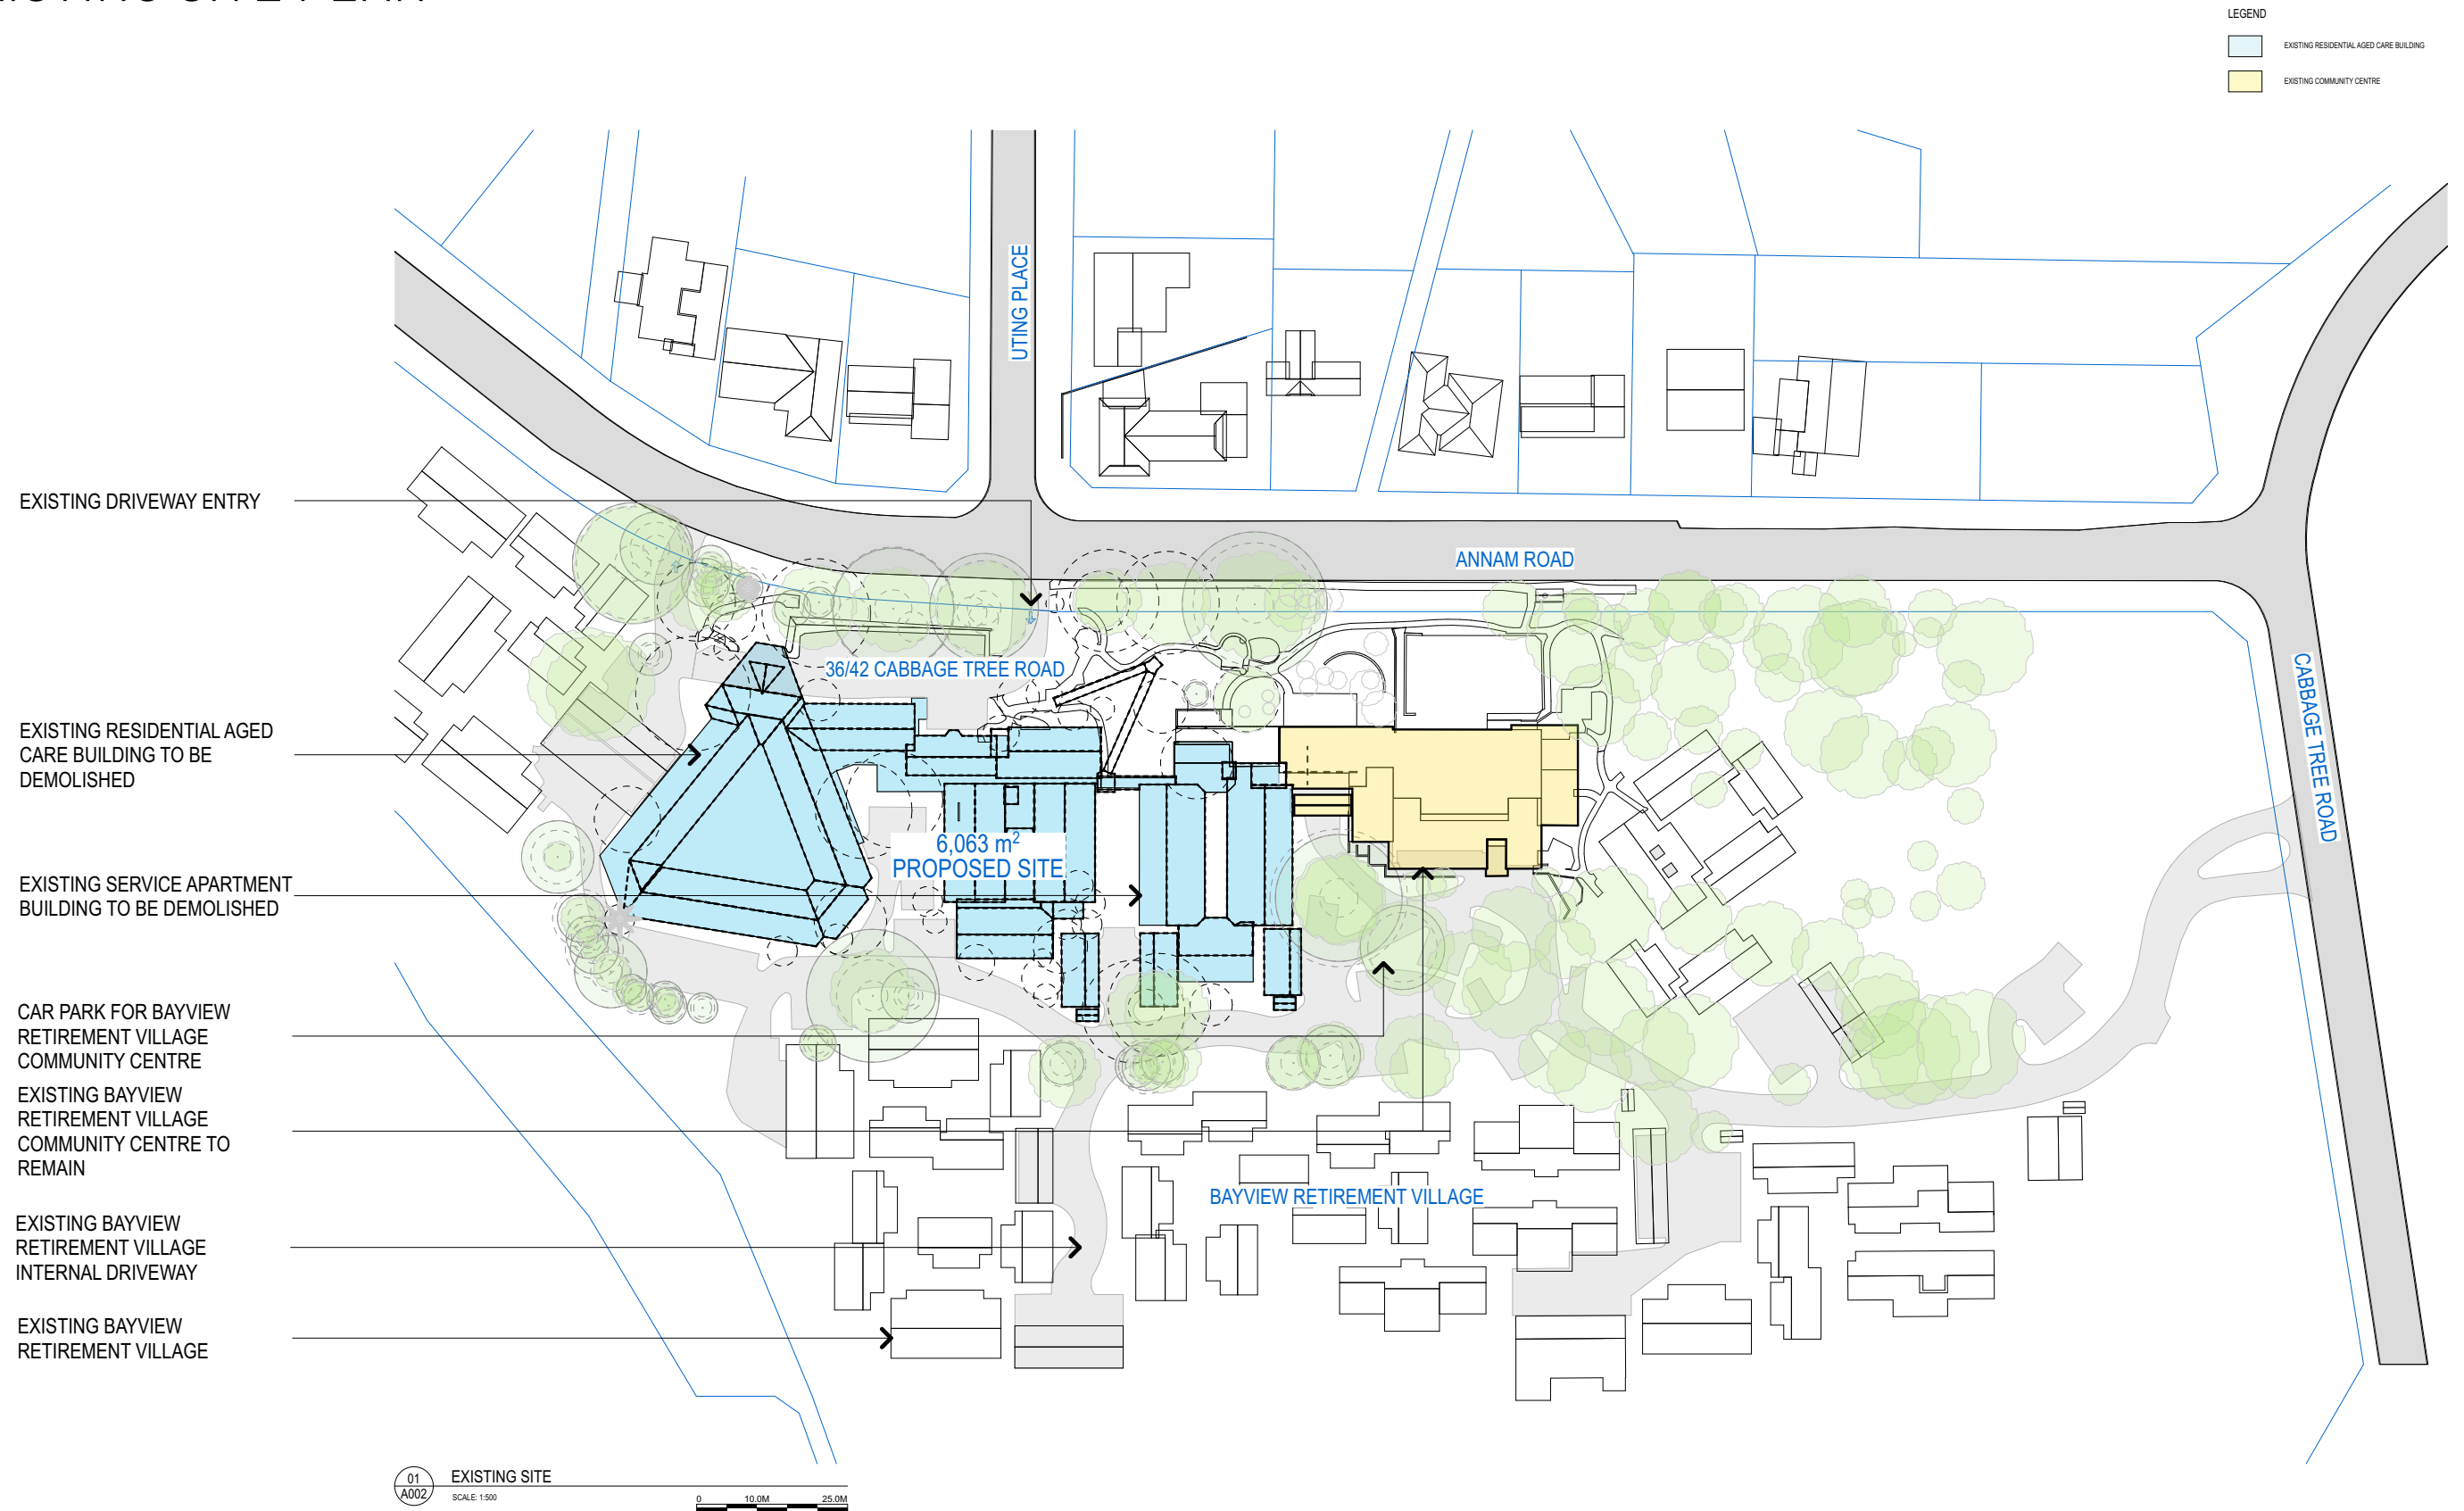 LEGEND
EXISTING RESIDENTIAL AGED CARE BUILDING
EXISTING COMMUNITY CENTRE
UTING PLACE
EXISTING DRIVEWAY ENTRY
ANNAM ROAD
36/42 CABBAGE TREE ROAD
CABBAGE TREE ROAD
EXISTING RESIDENTIAL AGED
CARE BUILDING TO BE
DEMOLISHED
6,063 m²
PROPOSED SITE
EXISTING SERVICE APARTMENT
BUILDING TO BE DEMOLISHED
CAR PARK FOR BAYVIEW
RETIREMENT VILLAGE
COMMUNITY CENTRE
EXISTING BAYVIEW
RETIREMENT VILLAGE
COMMUNITY CENTRE TO
REMAIN
BAYVIEW RETIREMENT VILLAGE
EXISTING BAYVIEW
RETIREMENT VILLAGE
INTERNAL DRIVEWAY
EXISTING BAYVIEW
RETIREMENT VILLAGE
01
A002
EXISTING SITE
SCALE: 1:500
0 10.0M 25.0M